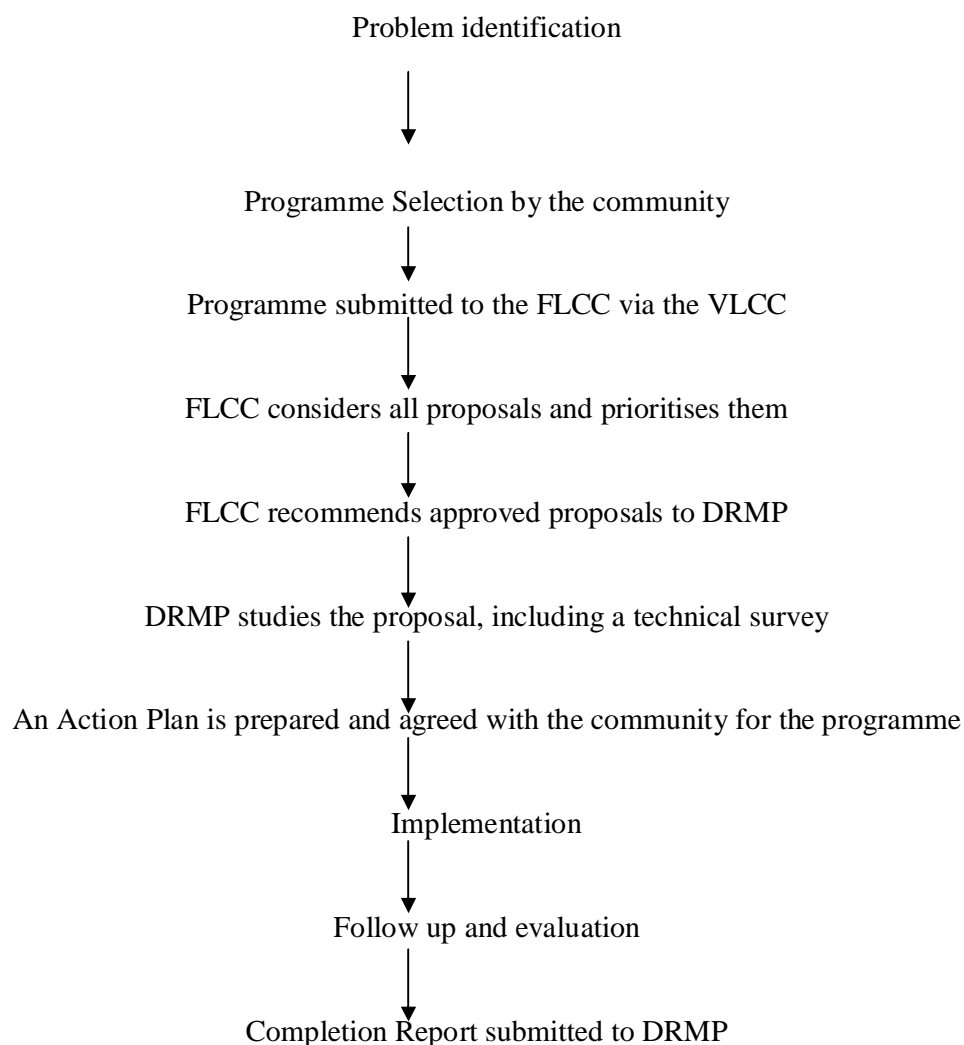 Problem identification
Programme Selection by the community
Programme submitted to the FLCC via the VLCC
FLCC considers all proposals and prioritises them
FLCC recommends approved proposals to DRMP
DRMP studies the proposal, including a technical survey
An Action Plan is prepared and agreed with the community for the programme
Implementation
Follow up and evaluation
Completion Report submitted to DRMP